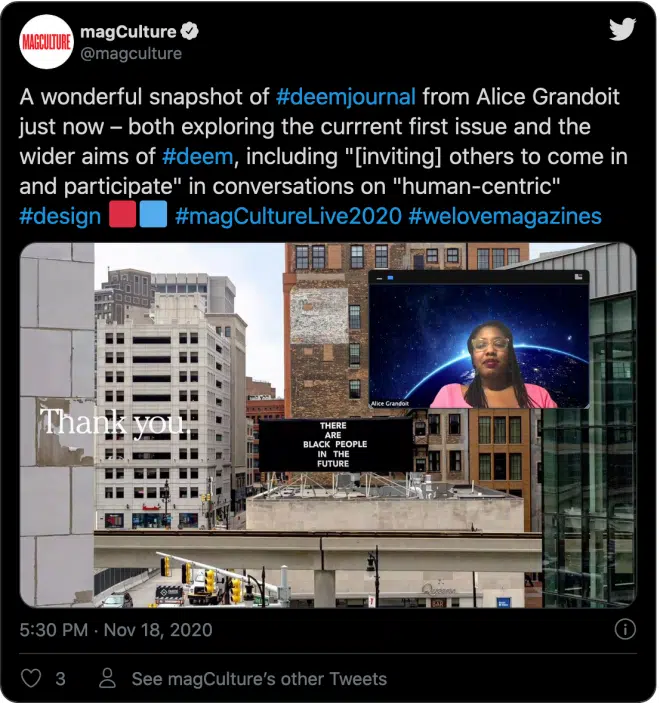 MAGCULTURE
magCulture
@magculture
A wonderful snapshot of #deemjournal from Alice Grandoit
just now – both exploring the currrent first issue and the
wider aims of #deem, including "[inviting] others to come in
and participate" in conversations on "human-centric"
#design 🟥🟦 #magCultureLive2020 #welovemagazines
Alice Grandoit
Thank you.
THERE
ARE
BLACK PEOPLE
IN THE
FUTURE
5:30 PM · Nov 18, 2020
3
See magCulture's other Tweets